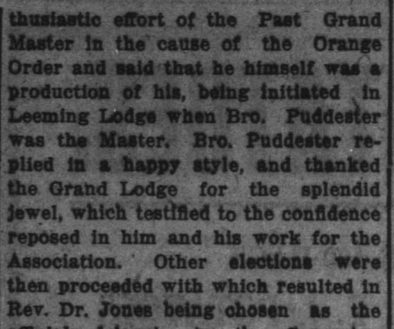 thusiastic effort of the Past Grand
Master in the cause of the Orange
Order and said that he himself was a
production of his, being initiated in
Leeming Lodge when Bro. Puddester
was the Master. Bro. Puddester re-
plied in a happy style, and thanked
the Grand Lodge for the splendid
jewel, which testified to the confidence
reposed in him and his work for the
Association. Other elections were
then proceeded with which resulted in
Rev. Dr. Jones being chosen as the